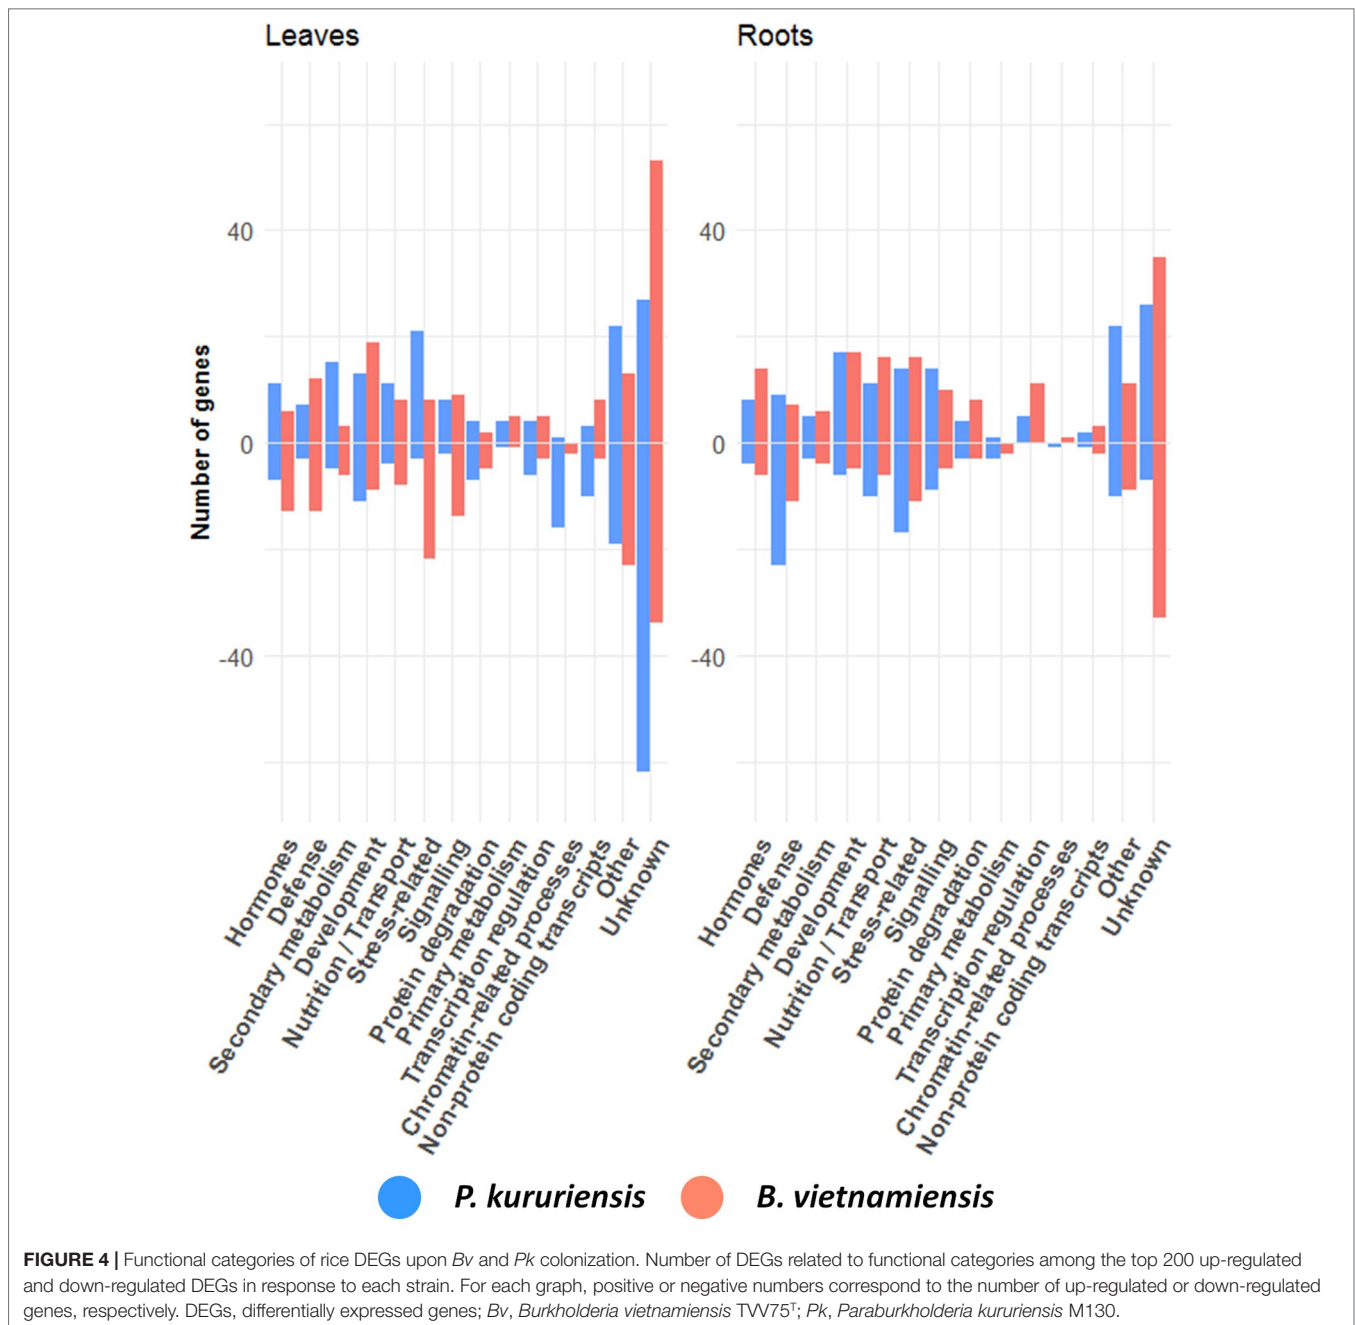 Leaves
Roots
Number of genes
40
0
-40
40
0
-40
Hormones
Defense
Secondary metabolism
Development
Nutrition / Transport
Stress-related
Signalling
Protein degradation
Primary metabolism
Transcription regulation
Chromatin-related processes
Non-protein coding transcripts
Other
Unknown
Hormones
Defense
Secondary metabolism
Development
Nutrition / Transport
Stress-related
Signalling
Protein degradation
Primary metabolism
Transcription regulation
Chromatin-related processes
Non-protein coding transcripts
Other
Unknown
P. kururiensis
B. vietnamiensis
FIGURE 4 | Functional categories of rice DEGs upon Bv and Pk colonization. Number of DEGs related to functional categories among the top 200 up-regulated
and down-regulated DEGs in response to each strain. For each graph, positive or negative numbers correspond to the number of up-regulated or down-regulated
genes, respectively. DEGs, differentially expressed genes; Bv, Burkholderia vietnamiensis TVV75ᵀ; Pk, Paraburkholderia kururiensis M130.